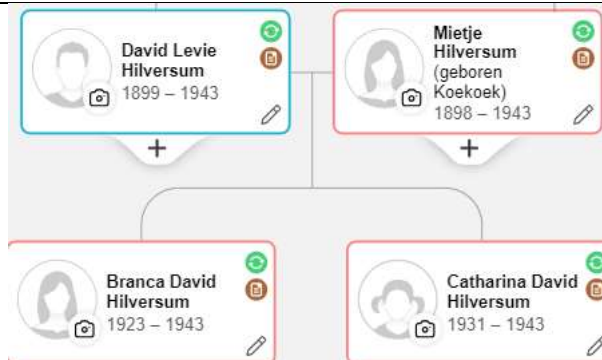 David Levie
Hilversum
1899 – 1943
Mietje
Hilversum
(geboren
Koekoek)
1898 – 1943
Branca David
Hilversum
1923 – 1943
Catharina David
Hilversum
1931 – 1943